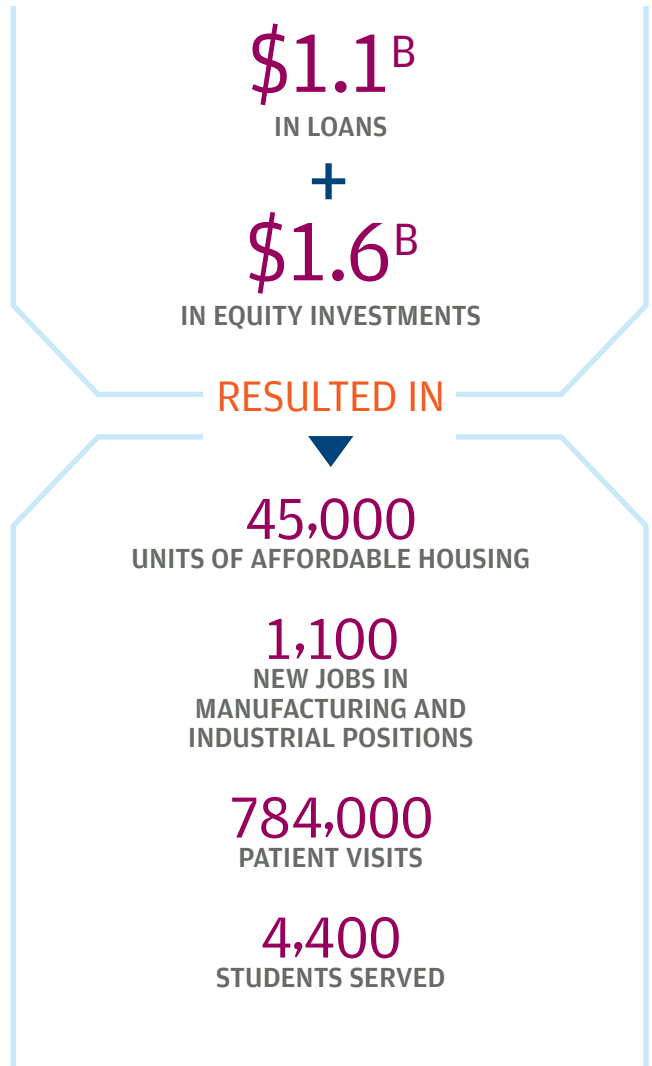 $1.1B
IN LOANS
+
$1.6B
IN EQUITY INVESTMENTS
RESULTED IN
45,000
UNITS OF AFFORDABLE HOUSING
1,100
NEW JOBS IN
MANUFACTURING AND
INDUSTRIAL POSITIONS
784,000
PATIENT VISITS
4,400
STUDENTS SERVED